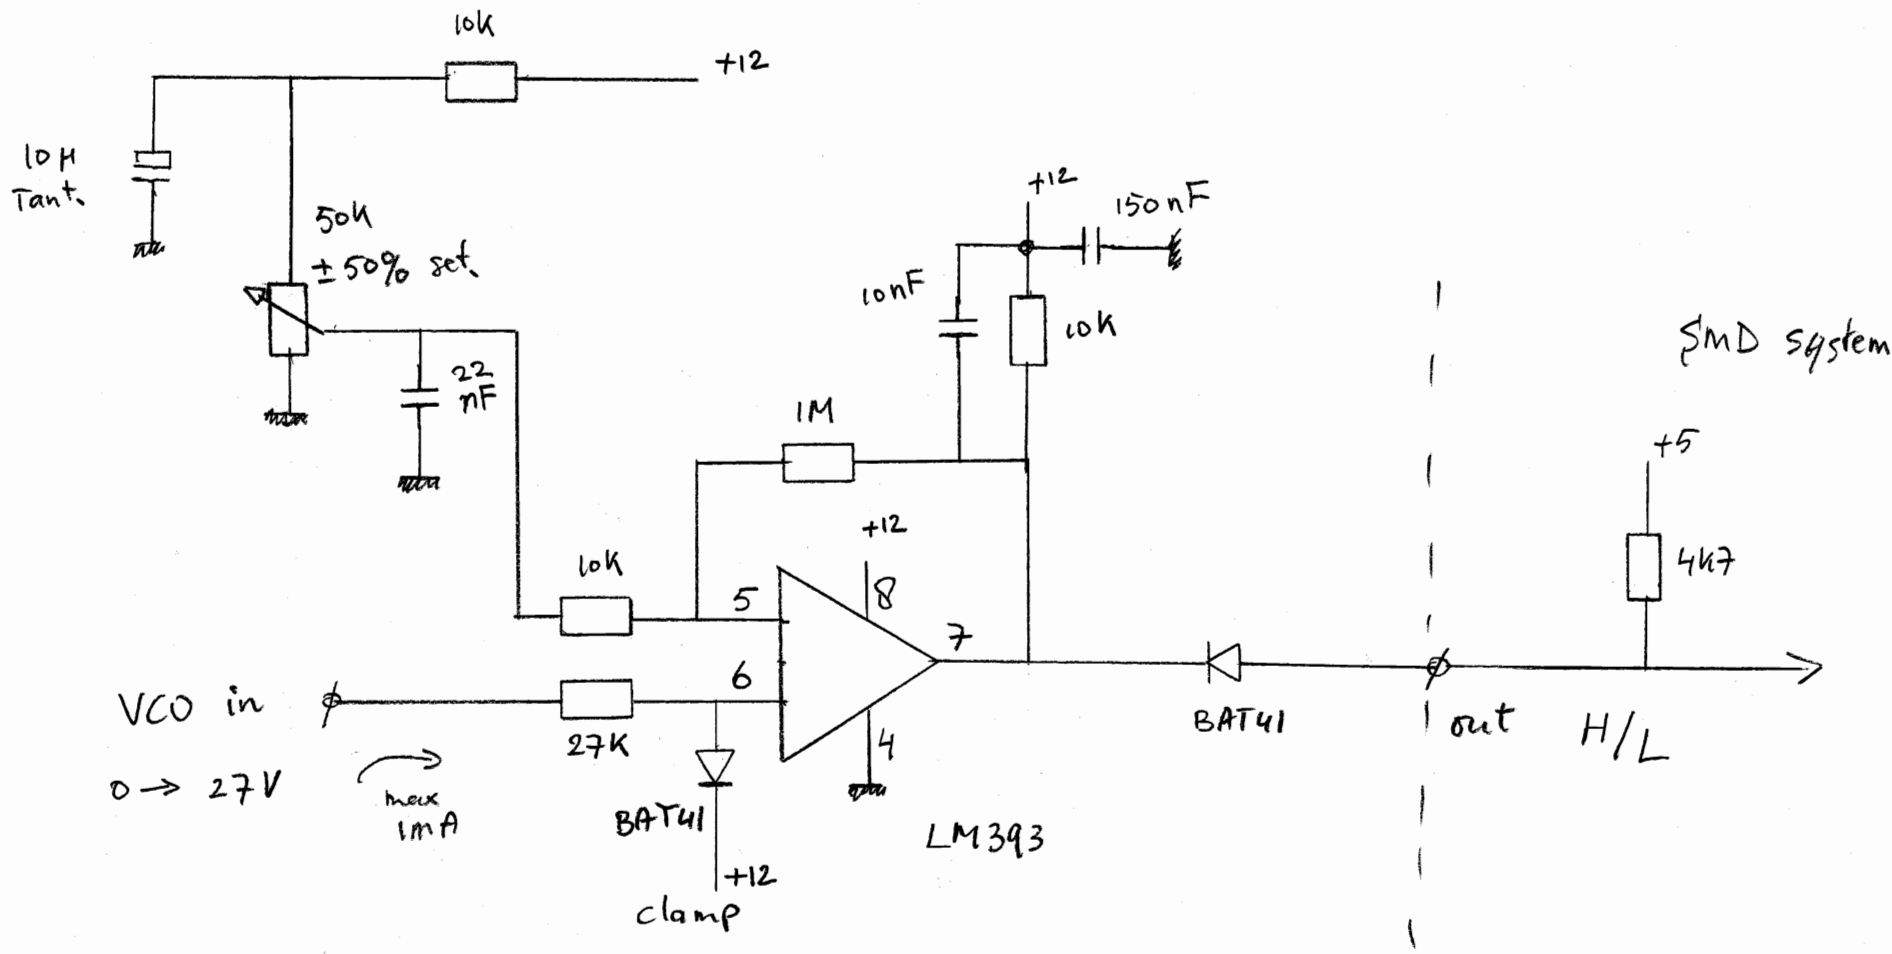 10K
+12
10µ
Tant.
50K
± 50% set.
22
nF
+12
150nF
10nF
10K
SMD system
1M
+5
4K7
+12
8
10K
5
7
6
4
VCO in
27K
0 → 27V
max
1mA
BAT41
+12
clamp
LM393
BAT41
out
H/L